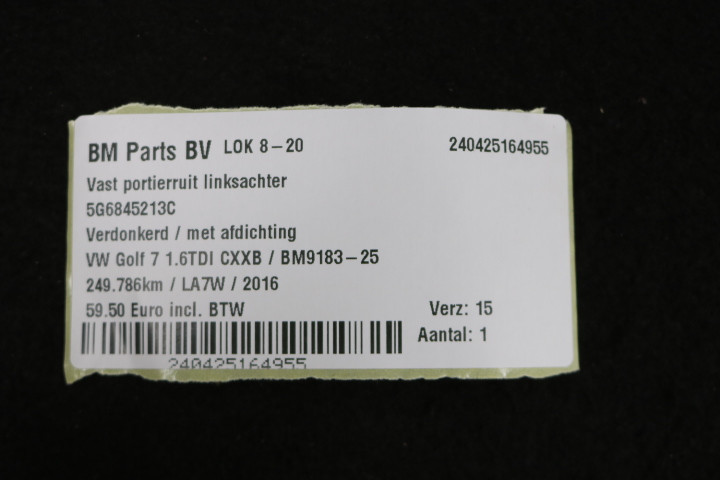 BM Parts BV LOK 8-20 240425164955
Vast portierruit linksachter
5G6845213C
Verdonkerd / met afdichting
VW Golf 7 1.6TDI CXXB / BM9183-25
249.786km / LA7W / 2016
59.50 Euro incl. BTW Verz: 15
Aantal: 1
240425164955